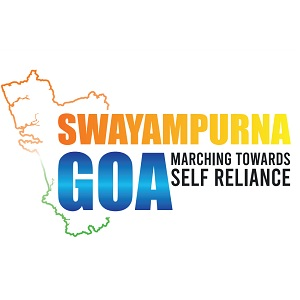 SWAYAMPURNA
GOA
MARCHING TOWARDS
SELF RELIANCE